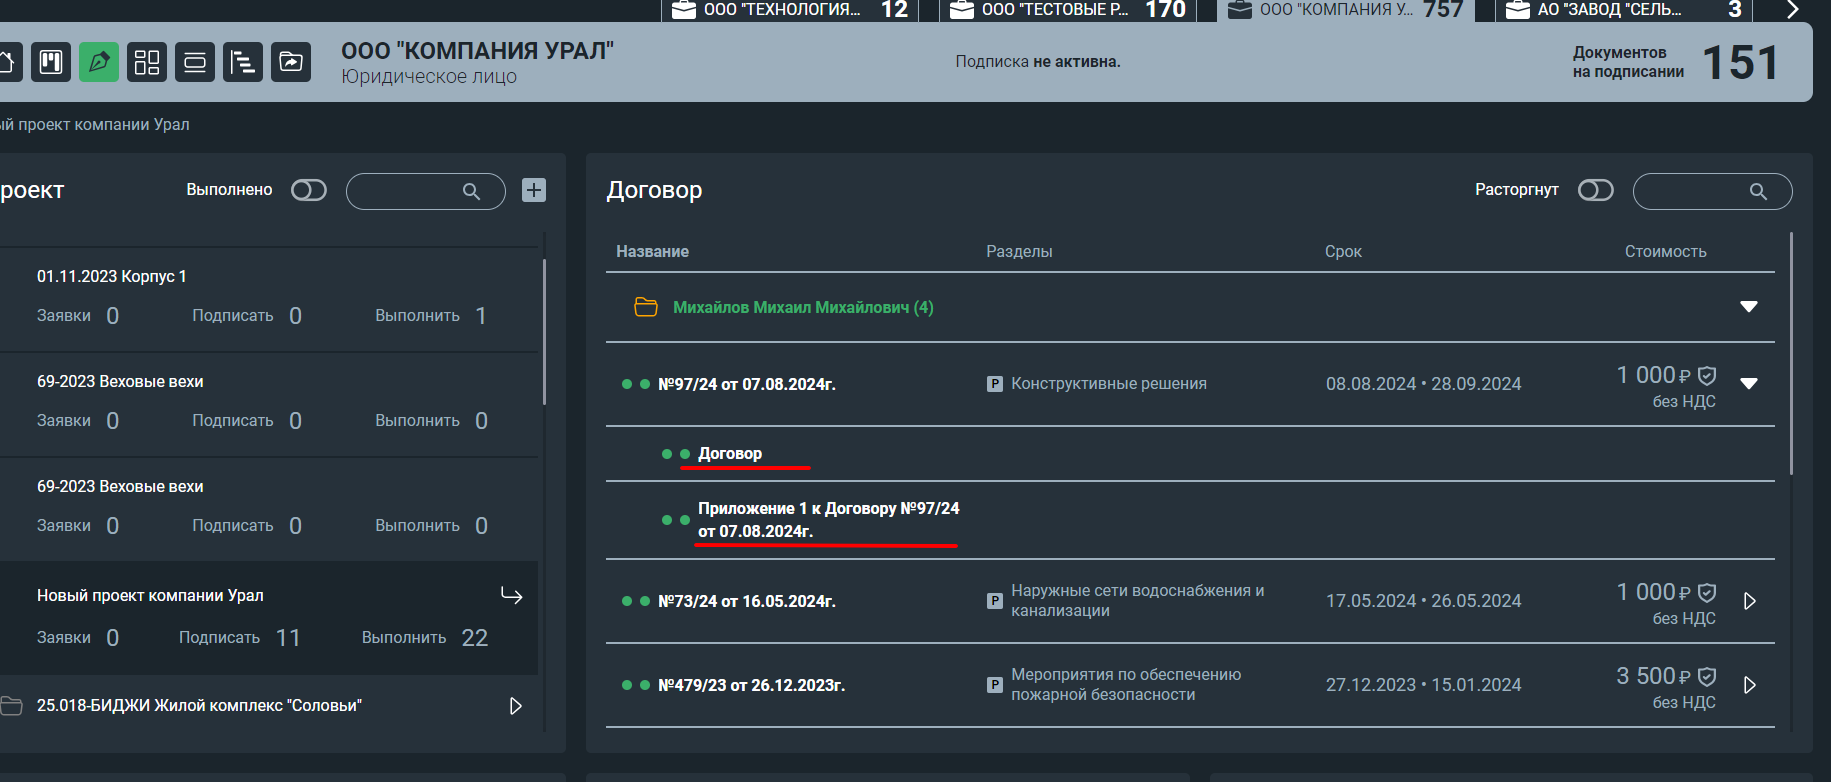 ООО "ТЕХНОЛОГИЯ... 12
ООО "ТЕСТОВЫЕ Р... 170
ООО "КОМПАНИЯ У... 757
АО "ЗАВОД "СЕЛЬ... 3
ООО "КОМПАНИЯ УРАЛ"
Юридическое лицо
Подписка не активна.
Документов
на подписании
151
ый проект компании Урал
роект
Выполнено
01.11.2023 Корпус 1
Заявки 0 Подписать 0 Выполнить 1
69-2023 Веховые вехи
Заявки 0 Подписать 0 Выполнить 0
69-2023 Веховые вехи
Заявки 0 Подписать 0 Выполнить 0
Новый проект компании Урал
Заявки 0 Подписать 11 Выполнить 22
25.018-БИДЖИ Жилой комплекс "Соловьи"
Договор
Расторгнут
Название Разделы Срок Стоимость
Михайлов Михаил Михайлович (4)
№97/24 от 07.08.2024г. P Конструктивные решения 08.08.2024 • 28.09.2024 1 000 ₽
без НДС
Договор
Приложение 1 к Договору №97/24
от 07.08.2024г.
№73/24 от 16.05.2024г. P Наружные сети водоснабжения и
канализации
17.05.2024 • 26.05.2024 1 000 ₽
без НДС
№479/23 от 26.12.2023г. P Мероприятия по обеспечению
пожарной безопасности
27.12.2023 • 15.01.2024 3 500 ₽
без НДС